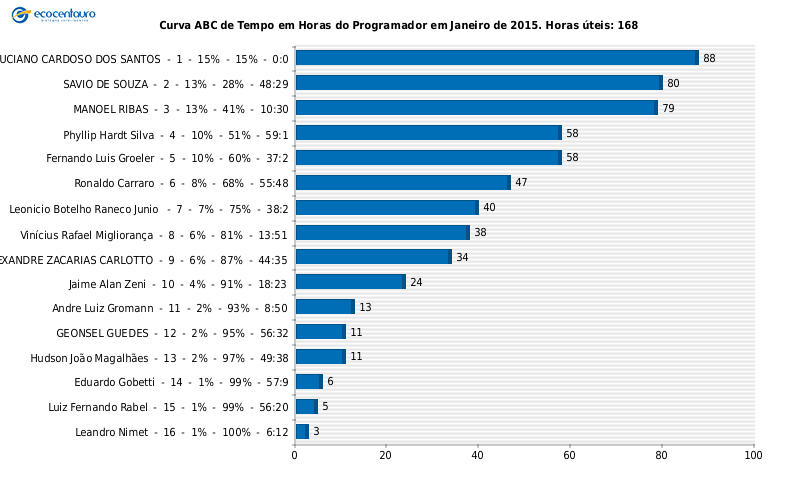 ecocentauro
Curva ABC de Tempo em Horas do Programador em Janeiro de 2015. Horas úteis: 168
UCIANO CARDOSO DOS SANTOS - 1 - 15% - 15% - 0:0 88
SAVIO DE SOUZA - 2 - 13% - 28% - 48:29 80
MANOEL RIBAS - 3 - 13% - 41% - 10:30 79
Phyllip Hardt Silva - 4 - 10% - 51% - 59:1 58
Fernando Luis Groeler - 5 - 10% - 60% - 37:2 58
Ronaldo Carraro - 6 - 8% - 68% - 55:48 47
Leonicio Botelho Raneco Junio - 7 - 7% - 75% - 38:2 40
Vinícius Rafael Migliorança - 8 - 6% - 81% - 13:51 38
EXANDRE ZACARIAS CARLOTTO - 9 - 6% - 87% - 44:35 34
Jaime Alan Zeni - 10 - 4% - 91% - 18:23 24
Andre Luiz Gromann - 11 - 2% - 93% - 8:50 13
GEONSEL GUEDES - 12 - 2% - 95% - 56:32 11
Hudson João Magalhães - 13 - 2% - 97% - 49:38 11
Eduardo Gobetti - 14 - 1% - 99% - 57:9 6
Luiz Fernando Rabel - 15 - 1% - 99% - 56:20 5
Leandro Nimet - 16 - 1% - 100% - 6:12 3
0 20 40 60 80 100